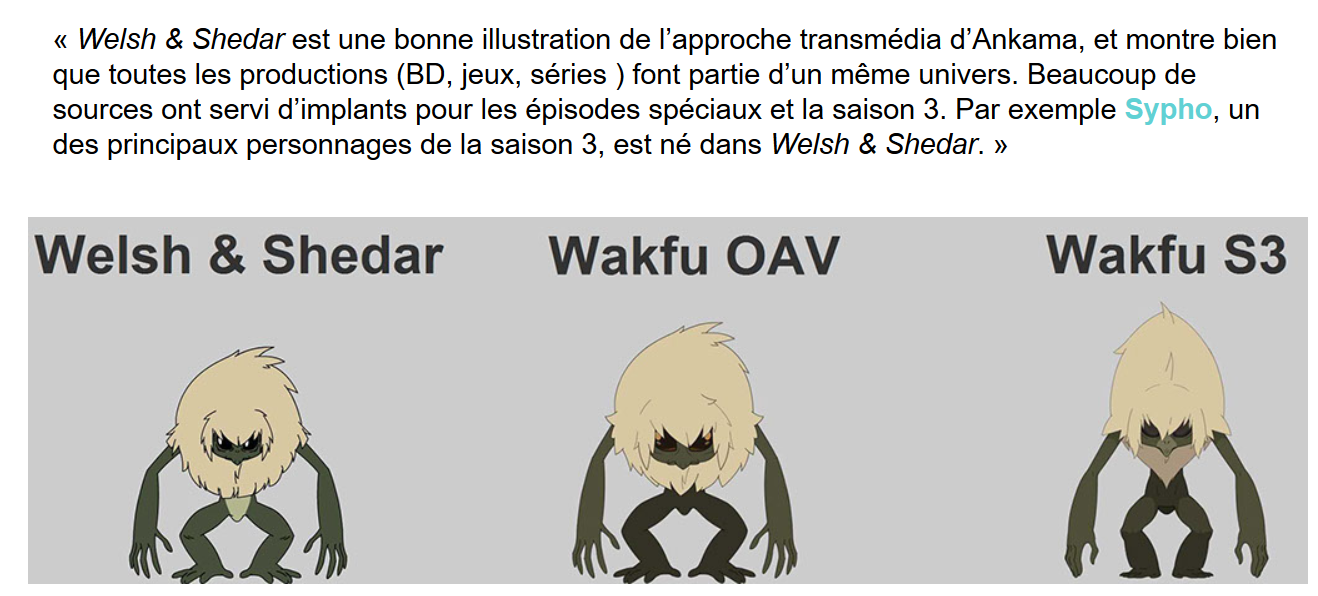 « Welsh & Shedar est une bonne illustration de l’approche transmédia d’Ankama, et montre bien
que toutes les productions (BD, jeux, séries ) font partie d’un même univers. Beaucoup de
sources ont servi d’implants pour les épisodes spéciaux et la saison 3. Par exemple Sypho, un
des principaux personnages de la saison 3, est né dans Welsh & Shedar. »
Welsh & Shedar Wakfu OAV Wakfu S3